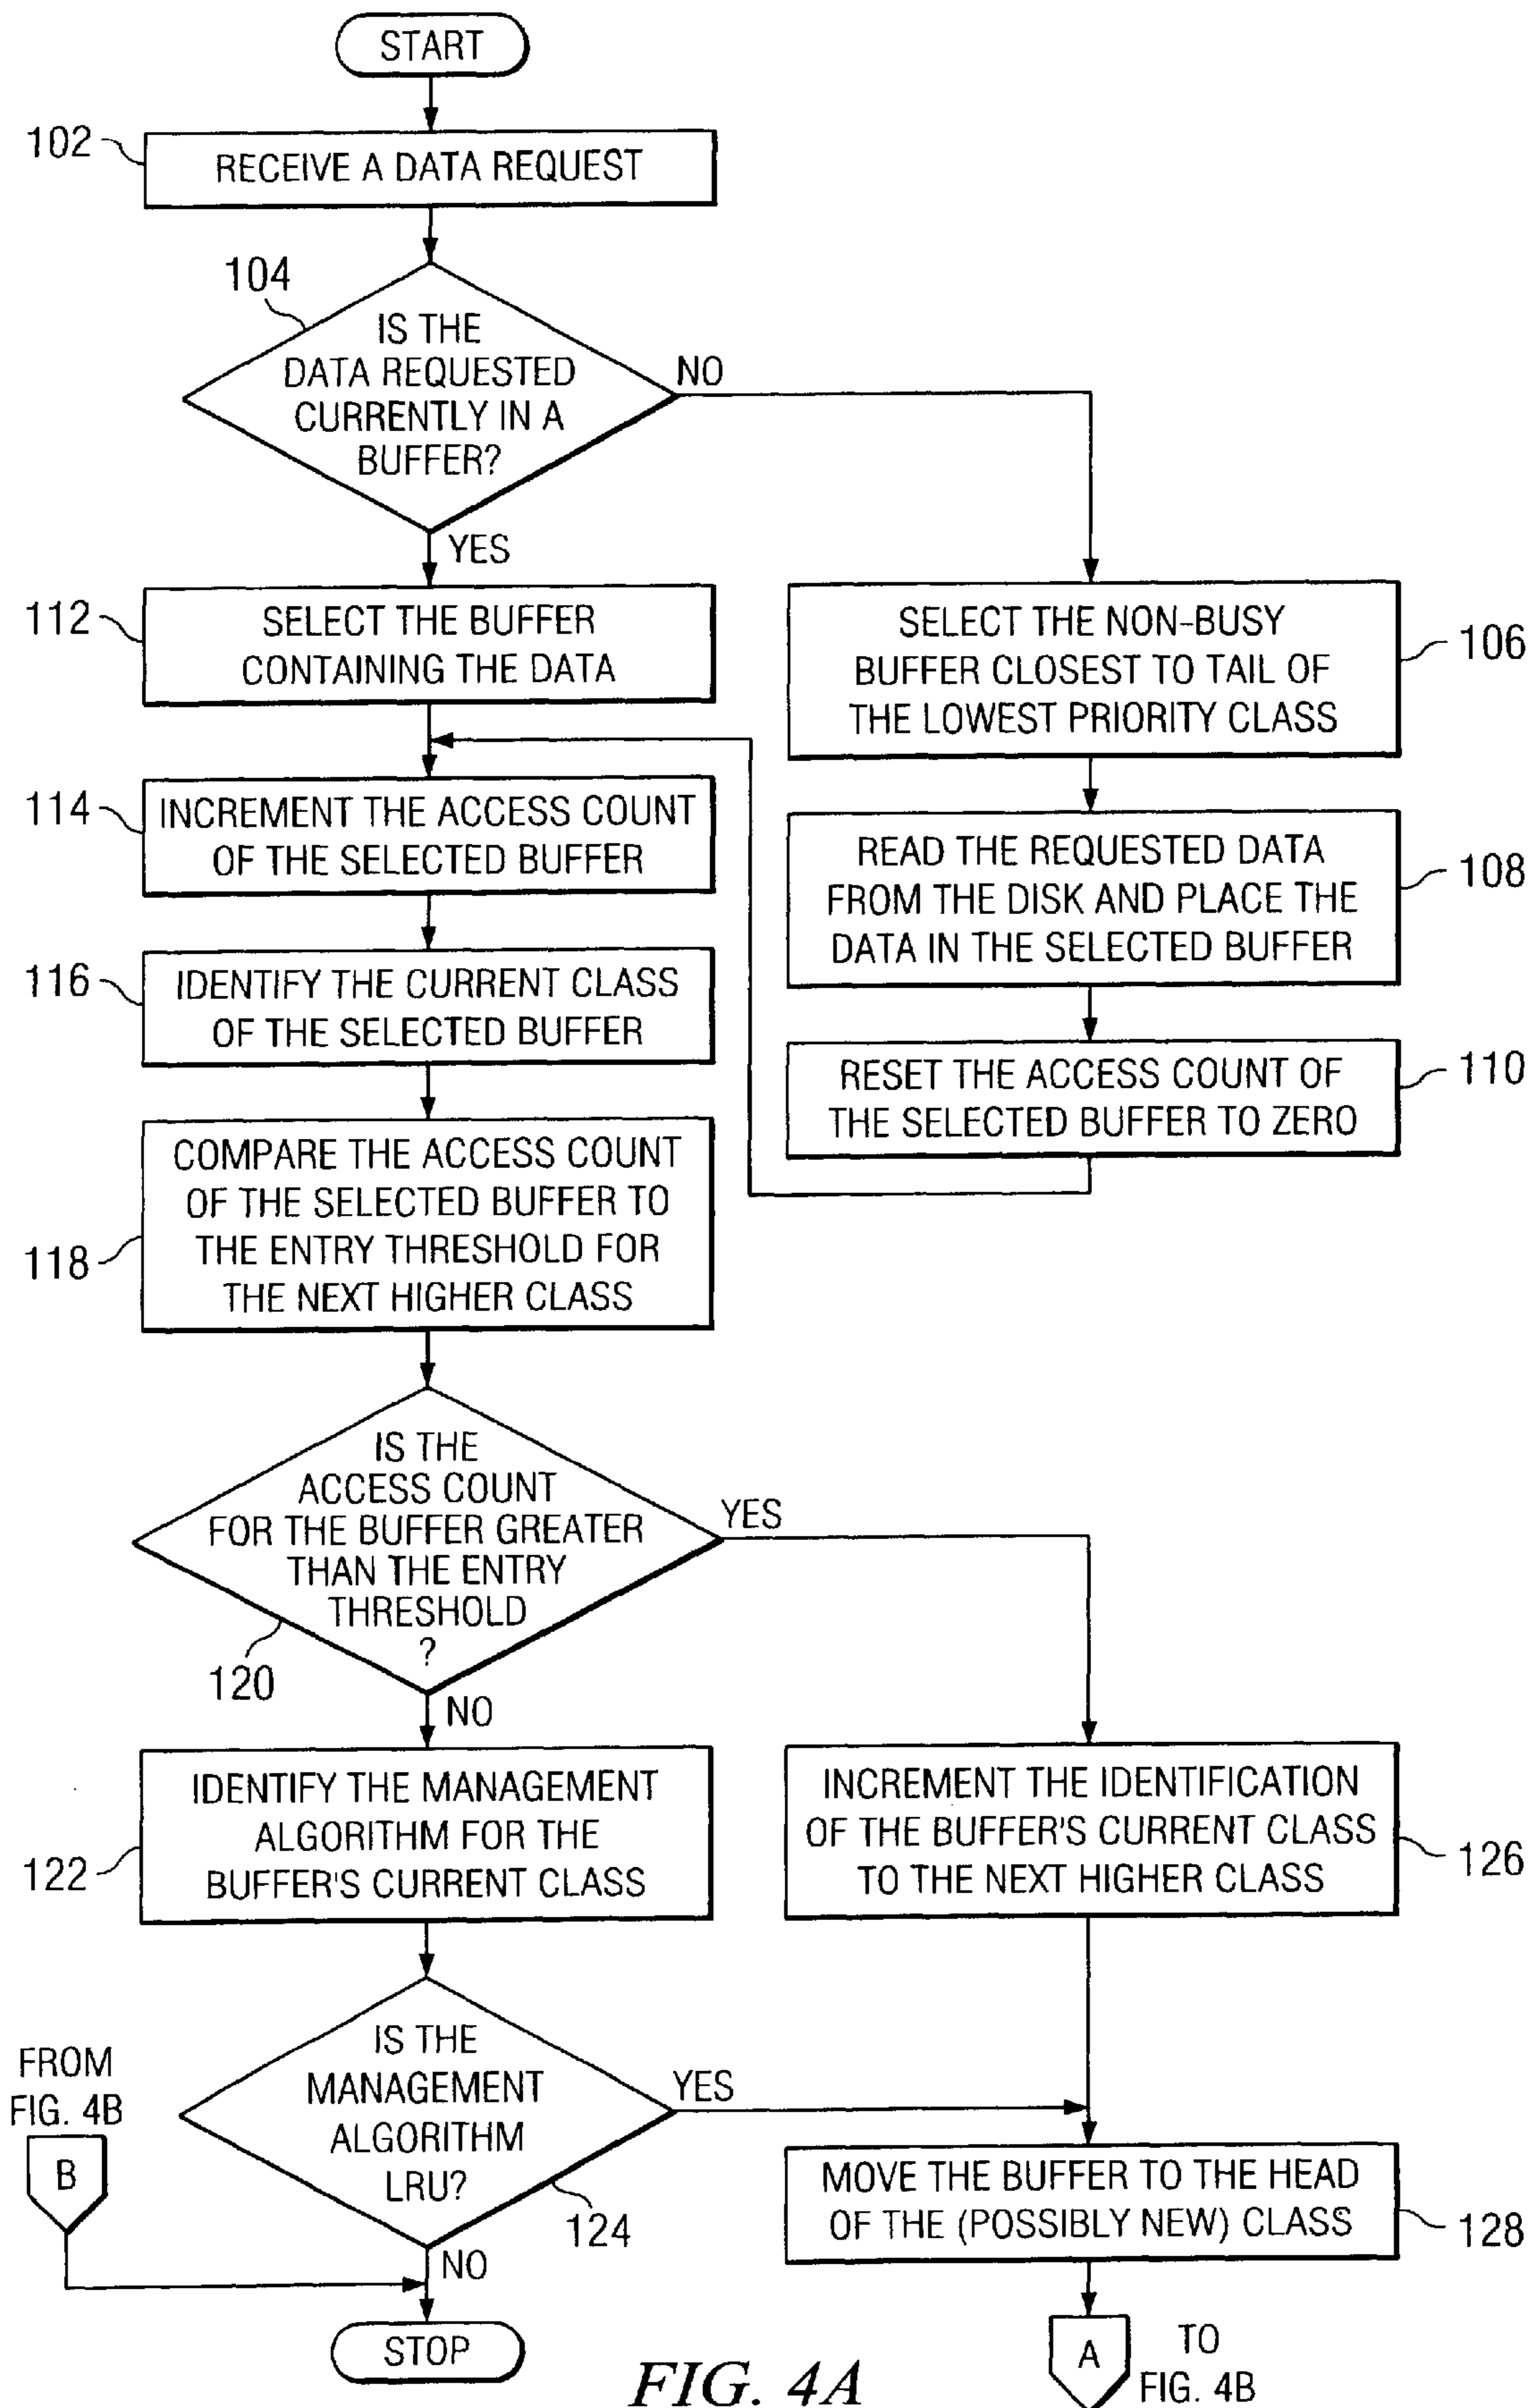 START
102
RECEIVE A DATA REQUEST
104
IS THE
DATA REQUESTED
CURRENTLY IN A
BUFFER?
NO
YES
112
SELECT THE BUFFER
CONTAINING THE DATA
SELECT THE NON-BUSY
BUFFER CLOSEST TO TAIL OF
THE LOWEST PRIORITY CLASS
106
114
INCREMENT THE ACCESS COUNT
OF THE SELECTED BUFFER
READ THE REQUESTED DATA
FROM THE DISK AND PLACE THE
DATA IN THE SELECTED BUFFER
108
116
IDENTIFY THE CURRENT CLASS
OF THE SELECTED BUFFER
RESET THE ACCESS COUNT OF
THE SELECTED BUFFER TO ZERO
110
118
COMPARE THE ACCESS COUNT
OF THE SELECTED BUFFER TO
THE ENTRY THRESHOLD FOR
THE NEXT HIGHER CLASS
IS THE
ACCESS COUNT
FOR THE BUFFER GREATER
THAN THE ENTRY
THRESHOLD
?
YES
120
NO
122
IDENTIFY THE MANAGEMENT
ALGORITHM FOR THE
BUFFER'S CURRENT CLASS
INCREMENT THE IDENTIFICATION
OF THE BUFFER'S CURRENT CLASS
TO THE NEXT HIGHER CLASS
126
FROM
FIG. 4B
B
IS THE
MANAGEMENT
ALGORITHM
LRU?
YES
124
NO
MOVE THE BUFFER TO THE HEAD
OF THE (POSSIBLY NEW) CLASS
128
STOP
A
TO
FIG. 4B
FIG. 4A